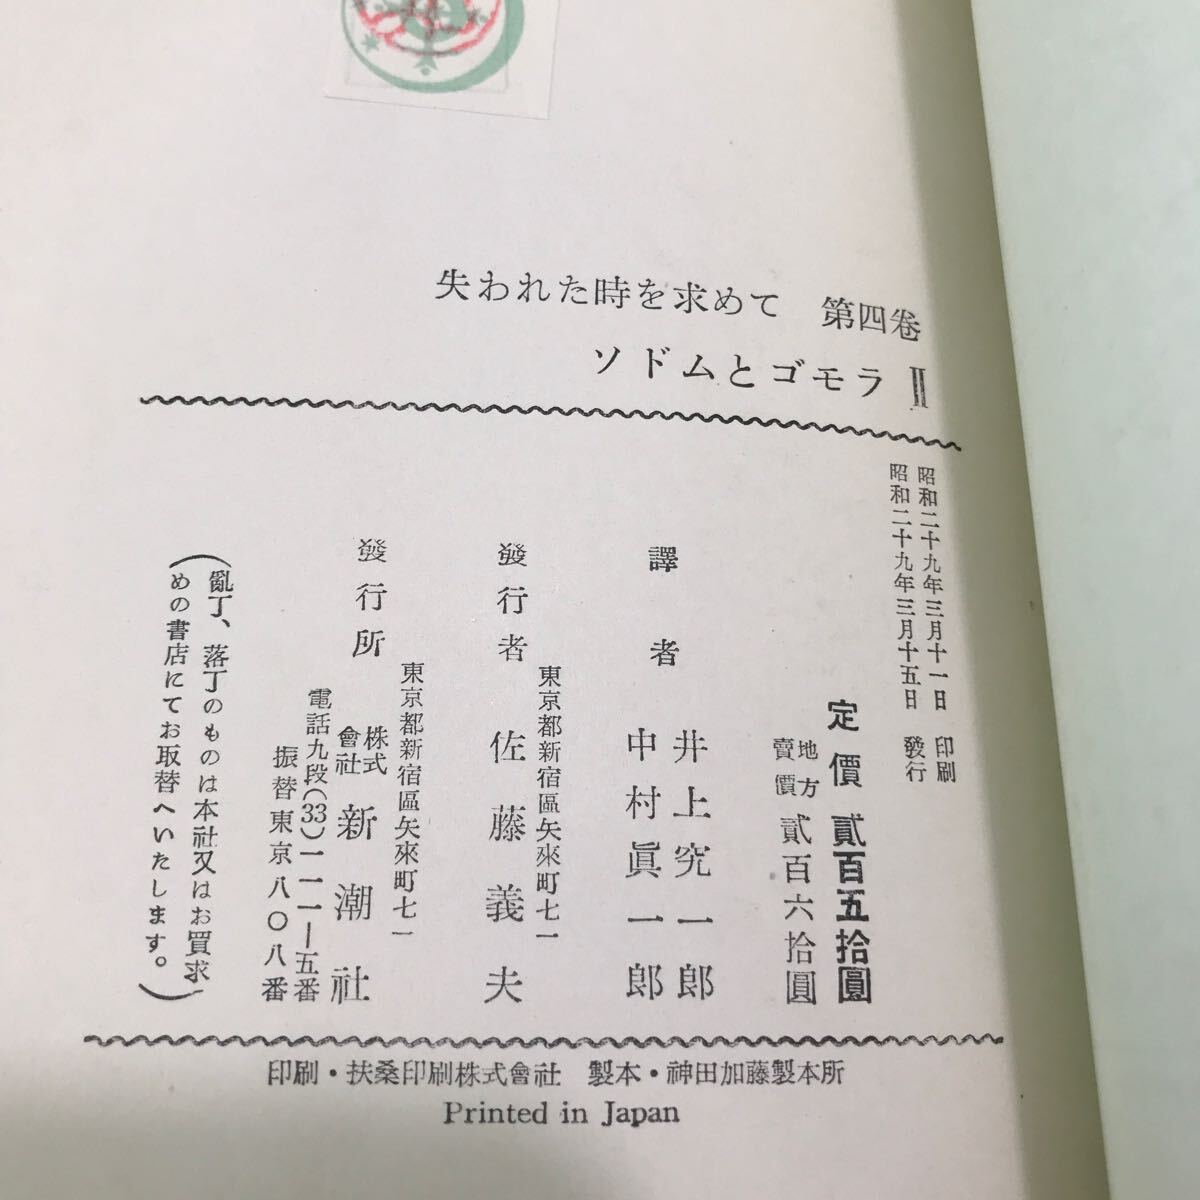 失われた時を求めて 第四巻
ソドムとゴモラ II
昭和二十九年三月十一日 印刷
昭和二十九年三月十五日 發行
定價 貳百五拾圓
地方賣價 貳百六拾圓
譯者 井上究一郎
中村眞一郎
東京都新宿區矢來町七一
發行者 佐藤義夫
東京都新宿區矢來町七一
發行所 株式會社 新潮社
電話九段(33)一一一一―五番
振替東京八〇八番
(亂丁、落丁のものは本社又はお買求
めの書店にてお取替へいたします。)
印刷・扶桑印刷株式會社 製本・神田加藤製本所
Printed in Japan